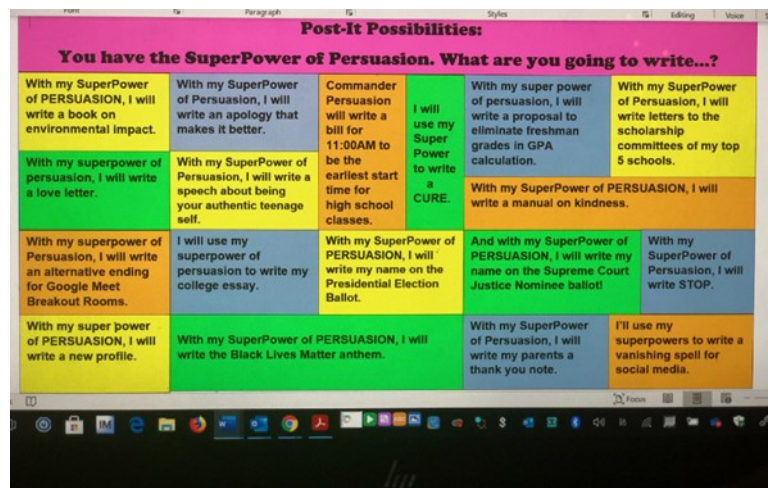 Font
Paragraph
Styles
Editing
Voice
Post-It Possibilities:
You have the SuperPower of Persuasion. What are you going to write...?
With my SuperPower
of PERSUASION, I will
write a book on
environmental impact.
With my SuperPower
of Persuasion, I will
write an apology that
makes it better.
Commander
Persuasion
will write a
bill for
11:00AM to
be the
earliest start
time for
high school
classes.
I will
use my
Super
Power
to write
a
CURE.
With my super power
of persuasion, I will
write a proposal to
eliminate freshman
grades in GPA
calculation.
With my SuperPower
of Persuasion, I will
write letters to the
scholarship
committees of my top
5 schools.
With my superpower of
persuasion, I will write
a love letter.
With my SuperPower of
Persuasion, I will write a
speech about being
your authentic teenage
self.
With my SuperPower of PERSUASION, I will
write a manual on kindness.
With my superpower of
Persuasion, I will write
an alternative ending
for Google Meet
Breakout Rooms.
I will use my
superpower of
persuasion to write my
college essay.
With my SuperPower of
PERSUASION, I will
write my name on the
Presidential Election
Ballot.
And with my SuperPower of
PERSUASION, I will write my
name on the Supreme Court
Justice Nominee ballot!
With my
SuperPower of
Persuasion, I will
write STOP.
With my super power
of PERSUASION, I will
write a new profile.
With my SuperPower of PERSUASION, I will
write the Black Lives Matter anthem.
With my SuperPower
of Persuasion, I will
write my parents a
thank you note.
I'll use my
superpowers to write a
vanishing spell for
social media.
Focus
IM
hp